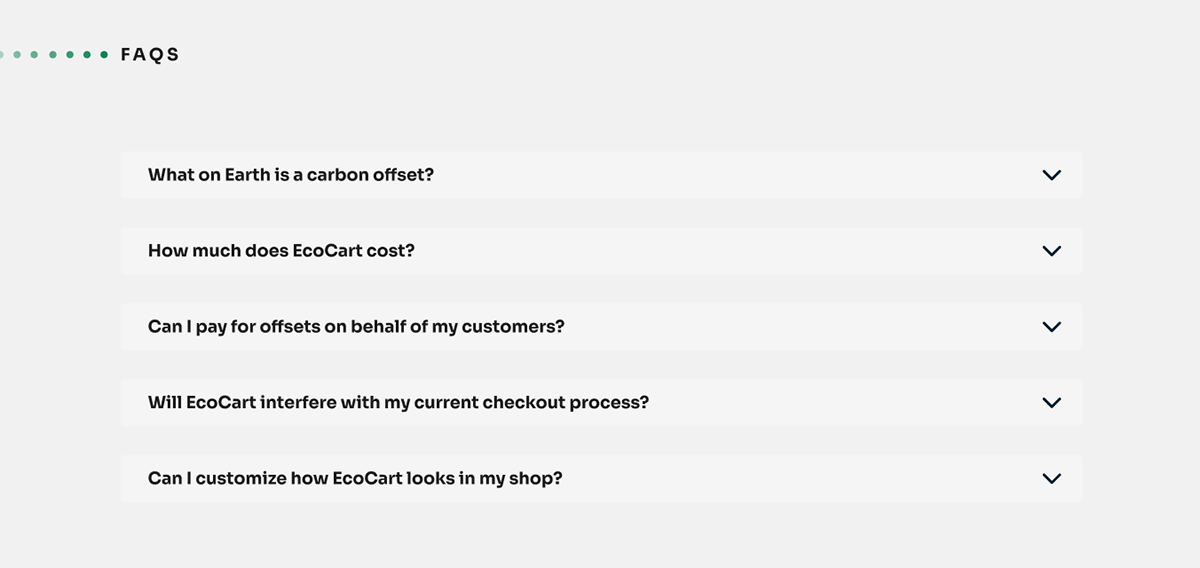 FAQS
What on Earth is a carbon offset?
How much does EcoCart cost?
Can I pay for offsets on behalf of my customers?
Will EcoCart interfere with my current checkout process?
Can I customize how EcoCart looks in my shop?